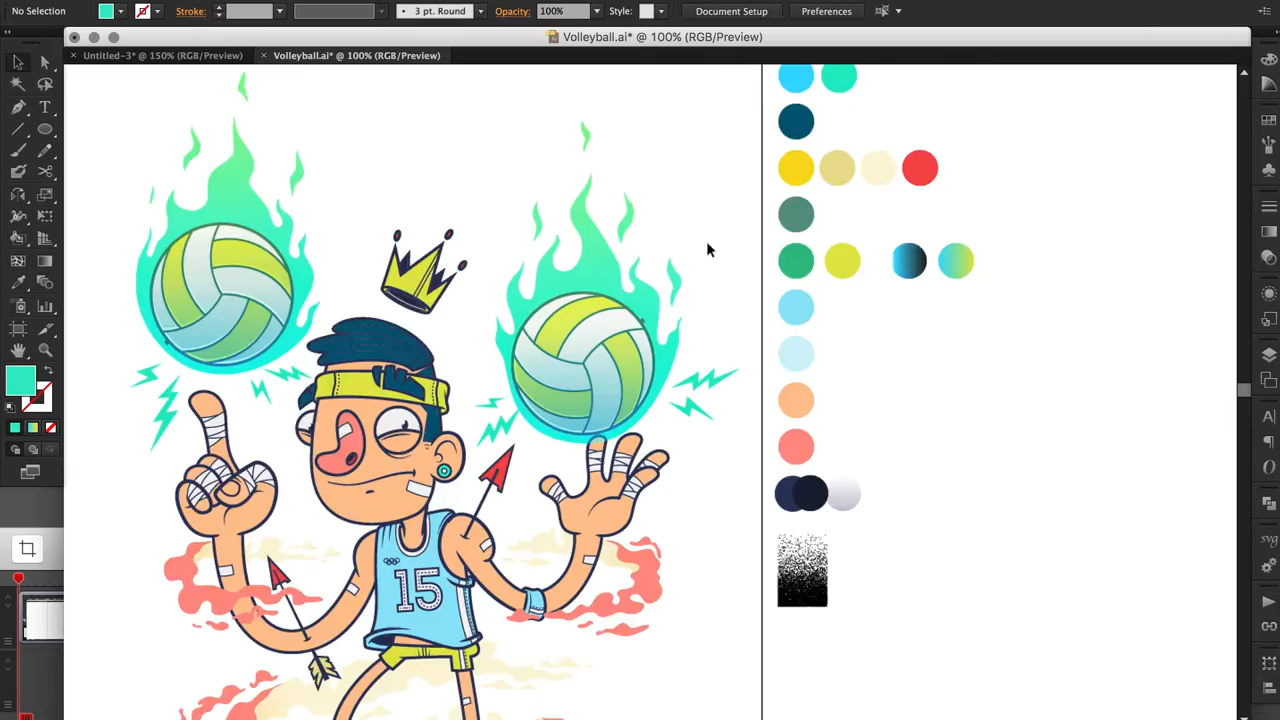 No Selection Stroke: 3 pt. Round Opacity: 100% Style: Document Setup Preferences
Volleyball.ai* @ 100% (RGB/Preview)
× Untitled-3* @ 150% (RGB/Preview) × Volleyball.ai* @ 100% (RGB/Preview)
15
svg